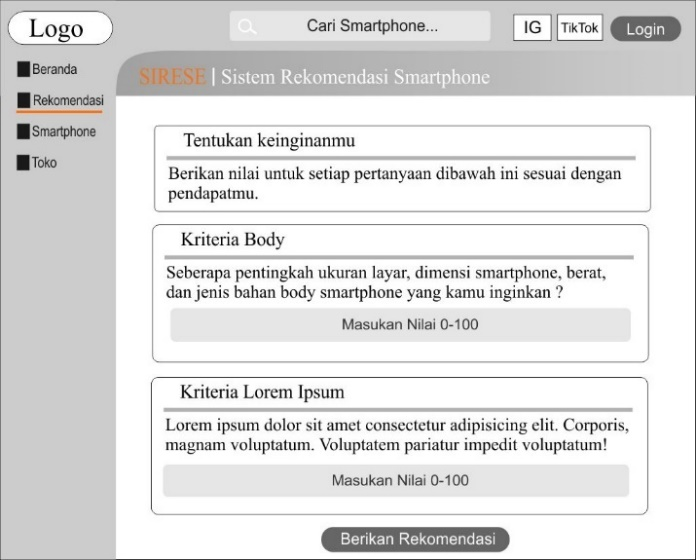 Logo
Cari Smartphone...
IG
TikTok
Login
Beranda
Rekomendasi
Smartphone
Toko
SIRESE | Sistem Rekomendasi Smartphone
Tentukan keinginanmu
Berikan nilai untuk setiap pertanyaan dibawah ini sesuai dengan
pendapatmu.
Kriteria Body
Seberapa pentingkah ukuran layar, dimensi smartphone, berat,
dan jenis bahan body smartphone yang kamu inginkan ?
Masukan Nilai 0-100
Kriteria Lorem Ipsum
Lorem ipsum dolor sit amet consectetur adipisicing elit. Corporis,
magnam voluptatum. Voluptatem pariatur impedit voluptatum!
Masukan Nilai 0-100
Berikan Rekomendasi